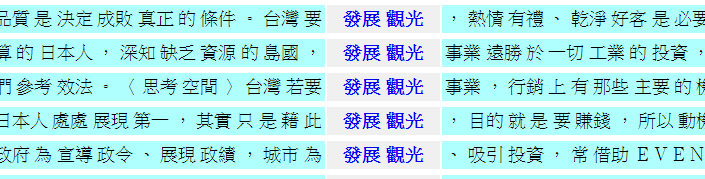 品質 是 決定 成敗 真正 的 條件 。 台灣 要 發展 觀光 ， 熱情 有禮 、 乾淨 好客 是 必要
算 的 日本人 ， 深知 缺乏 資源 的 島國 ， 發展 觀光 事業 遠勝 於 一切 工業 的 投資 ，
們 參考 效法 。 〈 思考 空間 〉 台灣 若要 發展 觀光 事業 ， 行銷 上 有 那些 主要 的
日本人 處處 展現 第一 ， 其實 只 是 藉 此 發展 觀光 ， 目的 就 是 要 賺錢 ， 所以 動機
政府 為 宣導 政令 、 展現 政績 ， 城市 為 發展 觀光 、 吸引 投資 ， 常 借助 E V E N